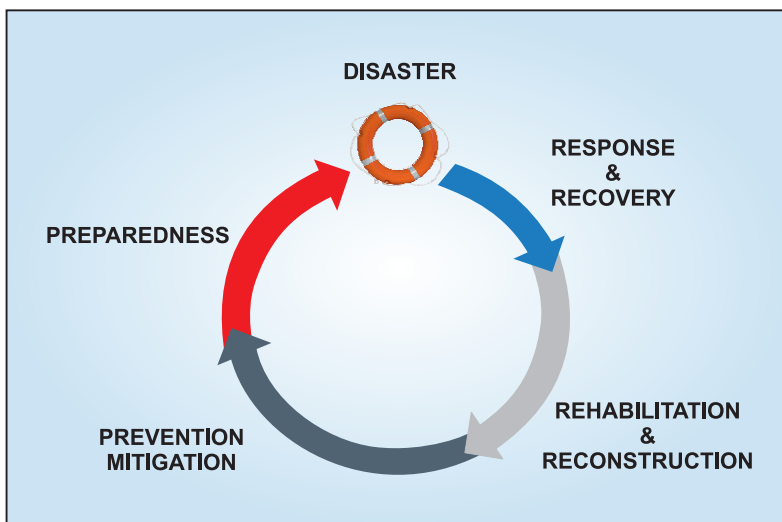 DISASTER
RESPONSE
&
RECOVERY
REHABILITATION
&
RECONSTRUCTION
PREVENTION
MITIGATION
PREPAREDNESS